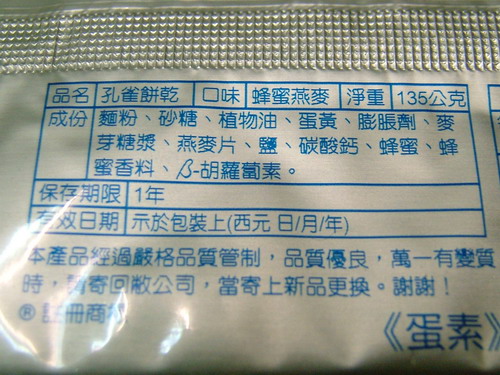 品名 孔雀餅乾 口味 蜂蜜燕麥 淨重 135公克
成份 麵粉、砂糖、植物油、蛋黃、膨脹劑、麥
芽糖漿、燕麥片、鹽、碳酸鈣、蜂蜜、蜂
蜜香料、β-胡蘿蔔素。
保存期限 1年
有效日期 示於包裝上(西元 日/月/年)
本產品經過嚴格品質管制，品質優良，萬一有變質
時，請寄回敝公司，當寄上新品更換。謝謝！
® 註冊商標
《蛋素》